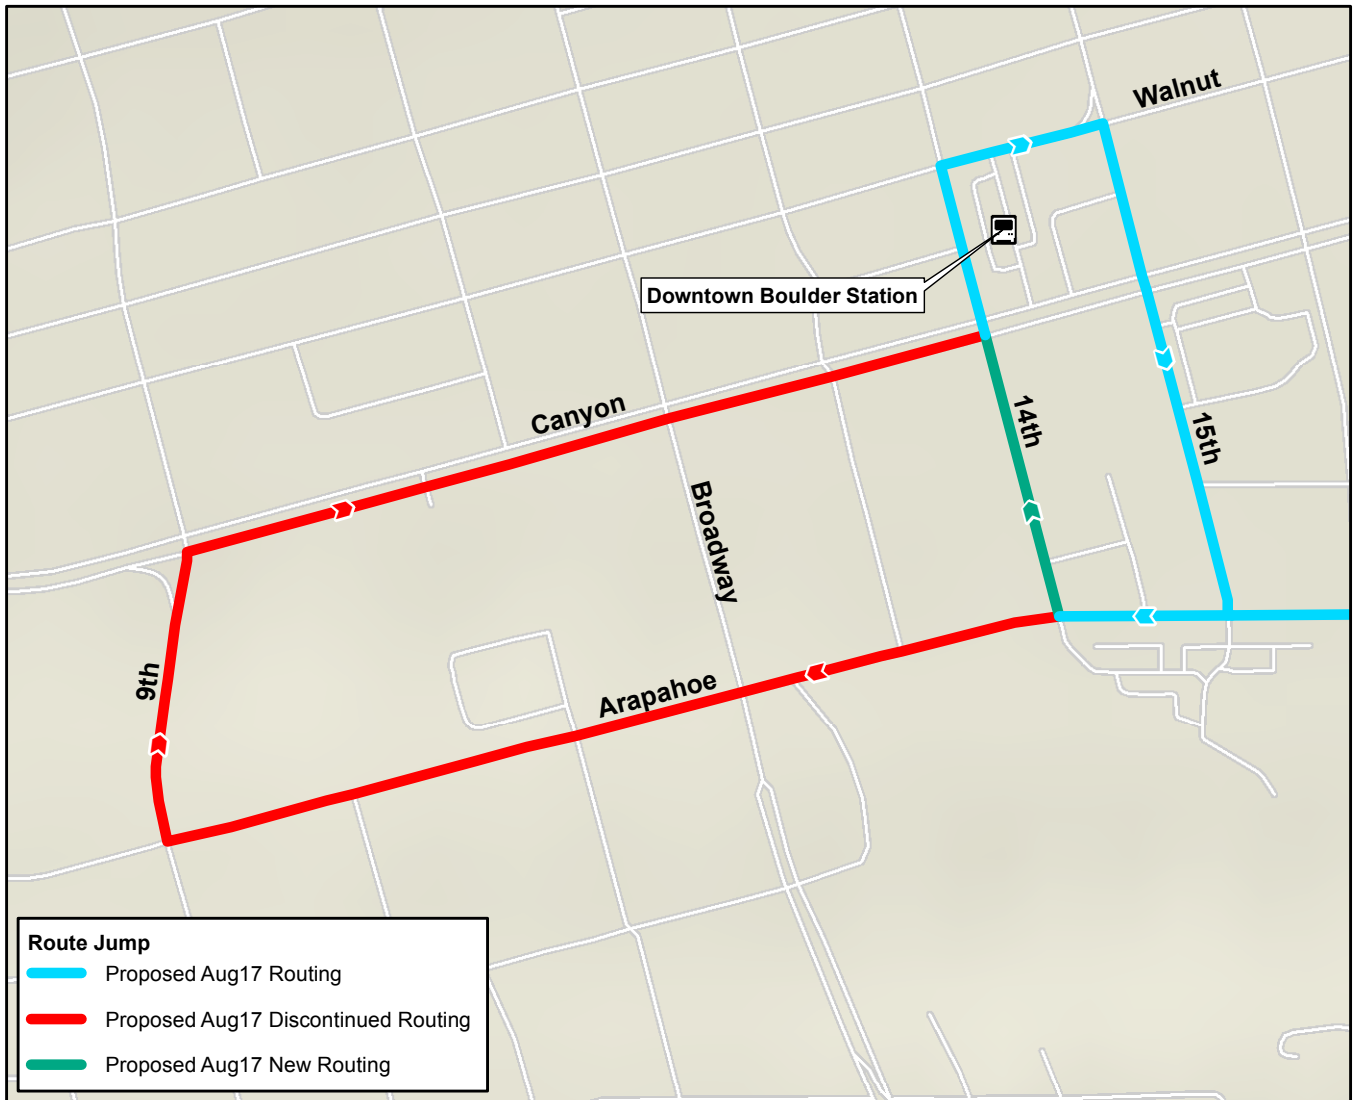 Walnut
Downtown Boulder Station
Canyon
14th
15th
Broadway
9th
Arapahoe
Route Jump
Proposed Aug17 Routing
Proposed Aug17 Discontinued Routing
Proposed Aug17 New Routing